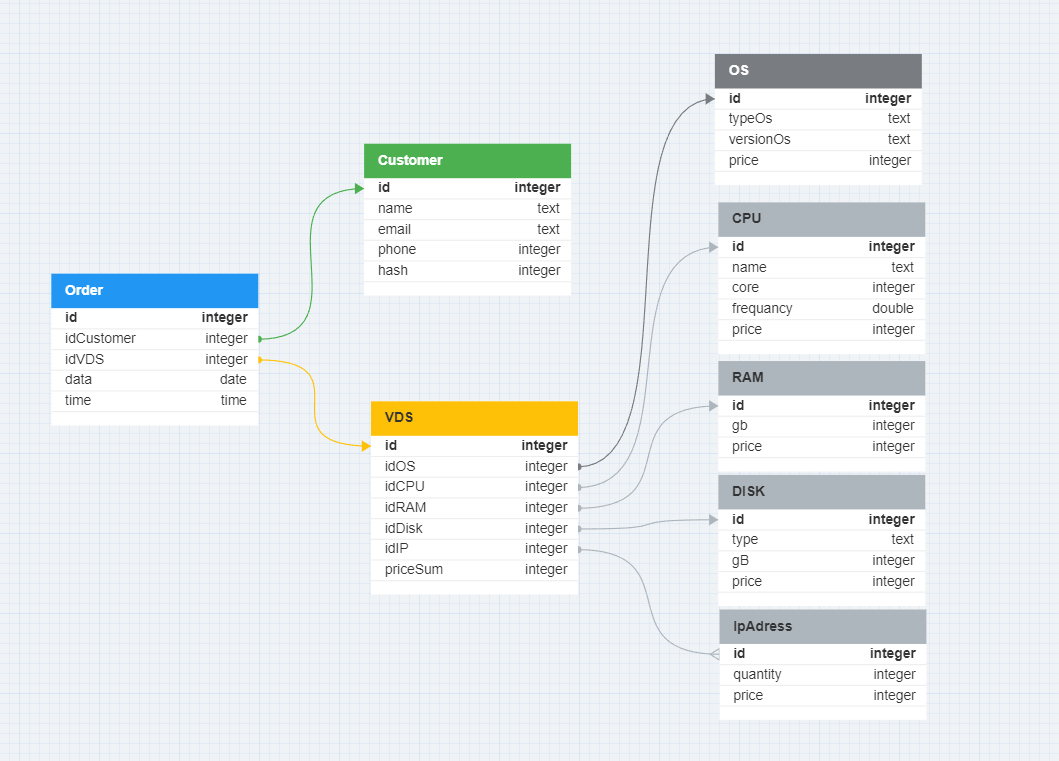 Order
id integer
idCustomer integer
idVDS integer
data date
time time
Customer
id integer
name text
email text
phone integer
hash integer
VDS
id integer
idOS integer
idCPU integer
idRAM integer
idDisk integer
idIP integer
priceSum integer
OS
id integer
typeOs text
versionOs text
price integer
CPU
id integer
name text
core integer
frequancy double
price integer
RAM
id integer
gb integer
price integer
DISK
id integer
type text
gB integer
price integer
IpAdress
id integer
quantity integer
price integer